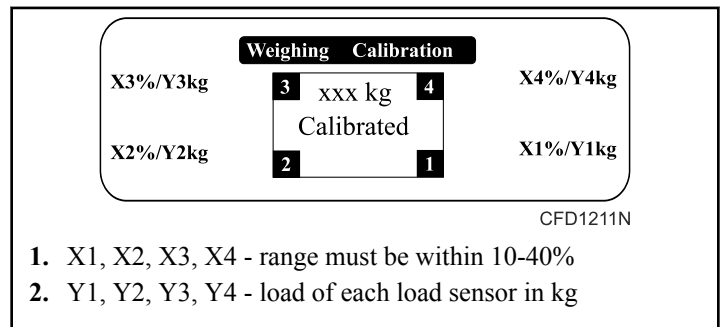 Weighing Calibration
X3%/Y3kg 3 xxx kg 4 X4%/Y4kg
Calibrated
X2%/Y2kg 2 1 X1%/Y1kg
CFD1211N
1. X1, X2, X3, X4 - range must be within 10-40%
2. Y1, Y2, Y3, Y4 - load of each load sensor in kg